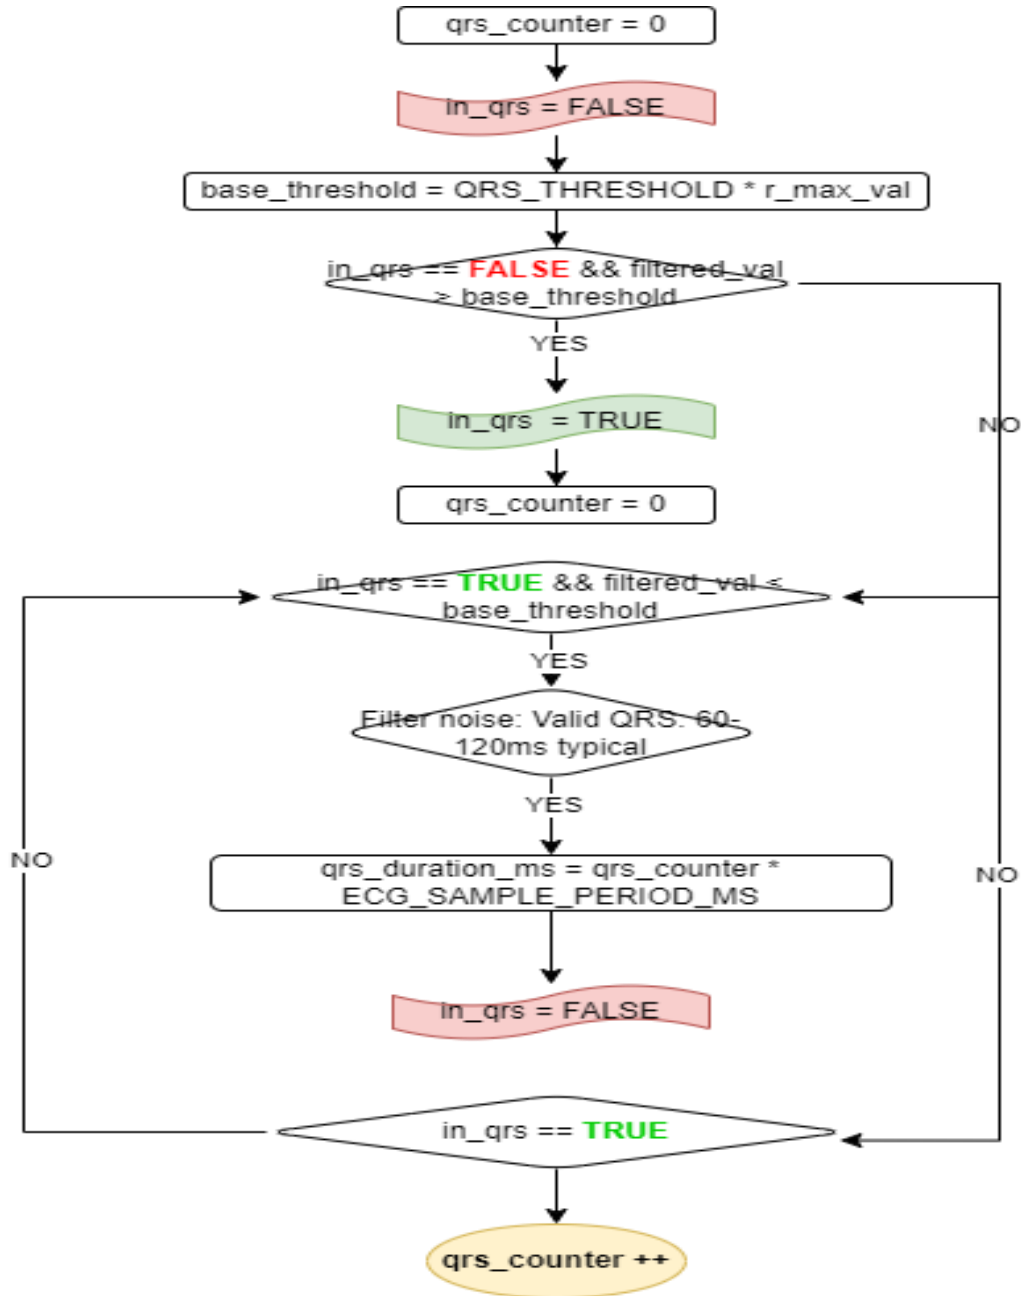 qrs_counter = 0
in_qrs = FALSE
base_threshold = QRS_THRESHOLD * r_max_val
in_qrs == FALSE && filtered_val
> base_threshold
YES
in_qrs = TRUE
NO
qrs_counter = 0
in_qrs == TRUE && filtered_val <
base_threshold
YES
Filter noise: Valid QRS: 60-
120ms typical
YES
NO
NO
qrs_duration_ms = qrs_counter *
ECG_SAMPLE_PERIOD_MS
in_qrs = FALSE
in_qrs == TRUE
qrs_counter ++